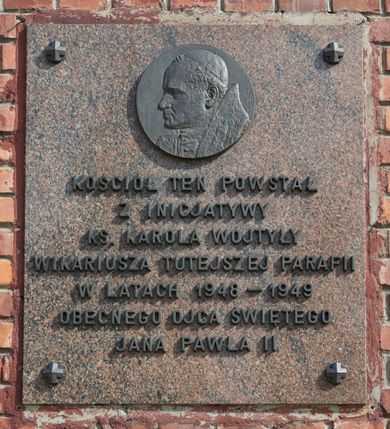 KOŚCIÓŁ TEN POWSTAŁ
Z INICJATYWY
KS. KAROLA WOJTYŁY
WIKARIUSZA TUTEJSZEJ PARAFII
W LATACH 1948 – 1949
OBECNEGO OJCA ŚWIĘTEGO
JANA PAWŁA II